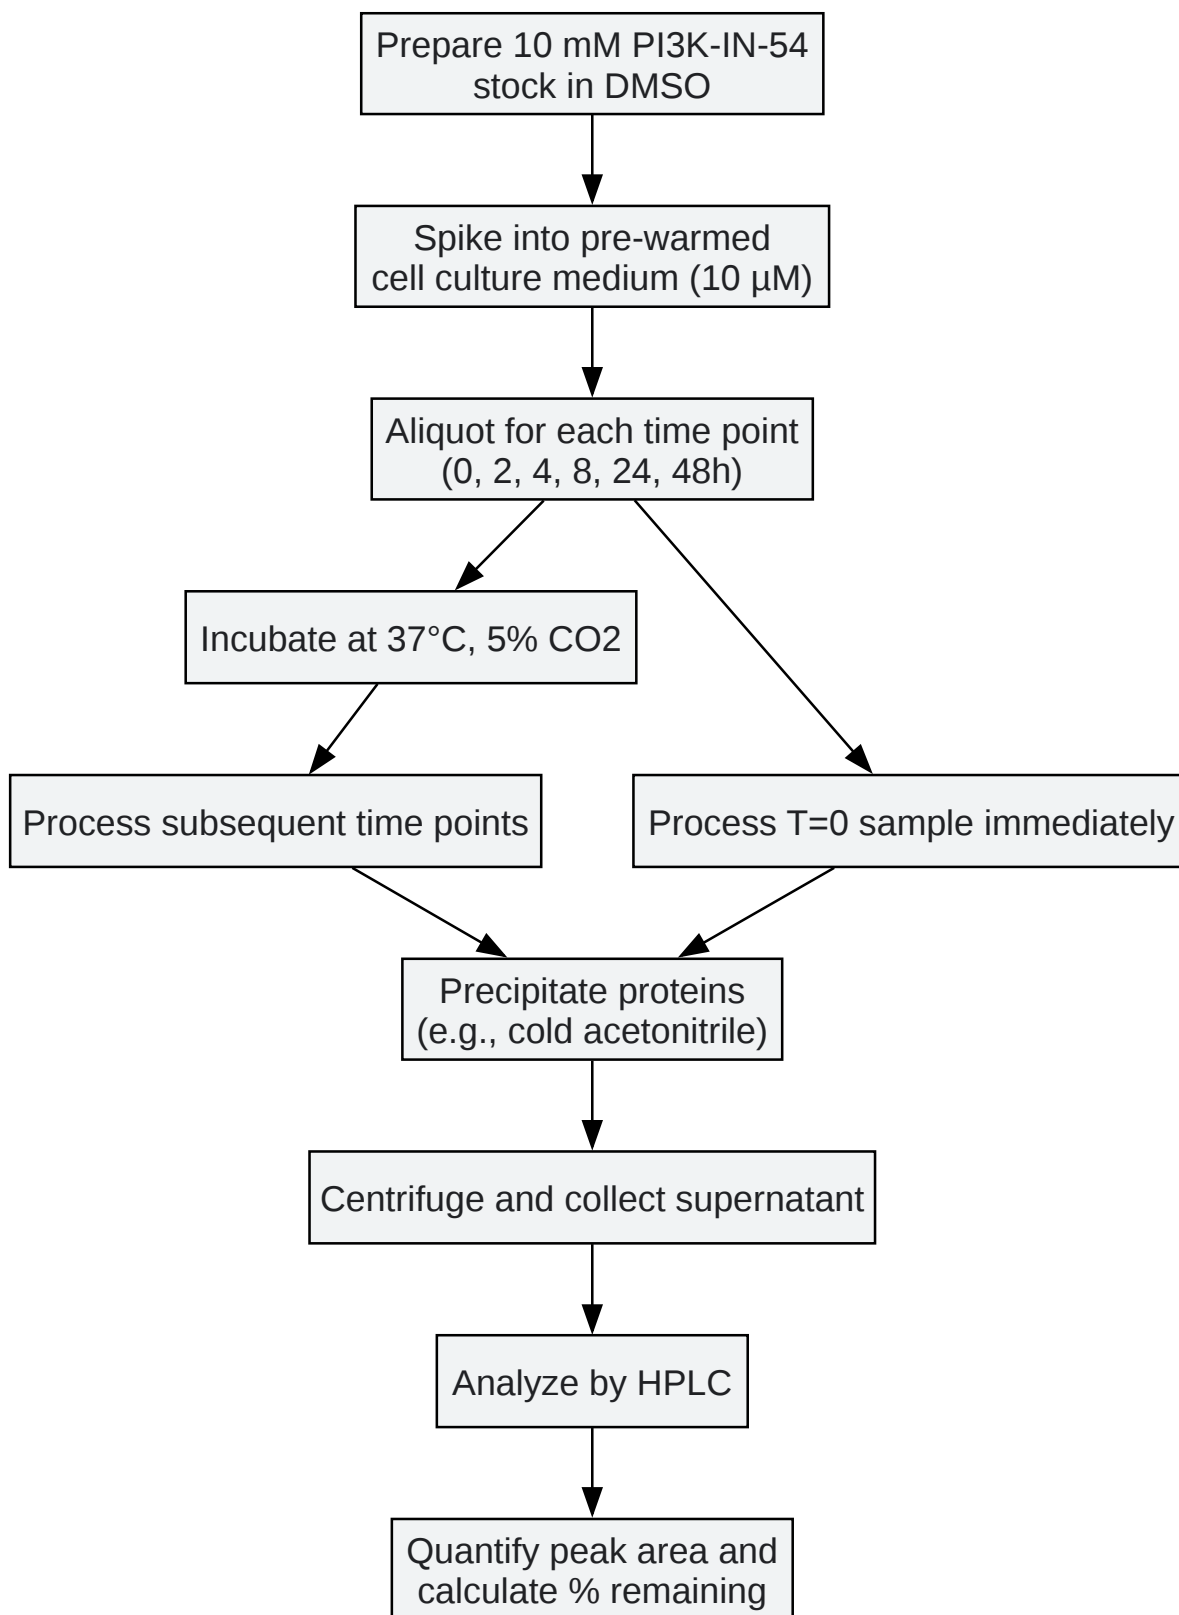 Prepare 10 mM PI3K-IN-54
stock in DMSO
Spike into pre-warmed
cell culture medium (10 µM)
Aliquot for each time point
(0, 2, 4, 8, 24, 48h)
Incubate at 37°C, 5% CO2
Process subsequent time points
Process T=0 sample immediately
Precipitate proteins
(e.g., cold acetonitrile)
Centrifuge and collect supernatant
Analyze by HPLC
Quantify peak area and
calculate % remaining